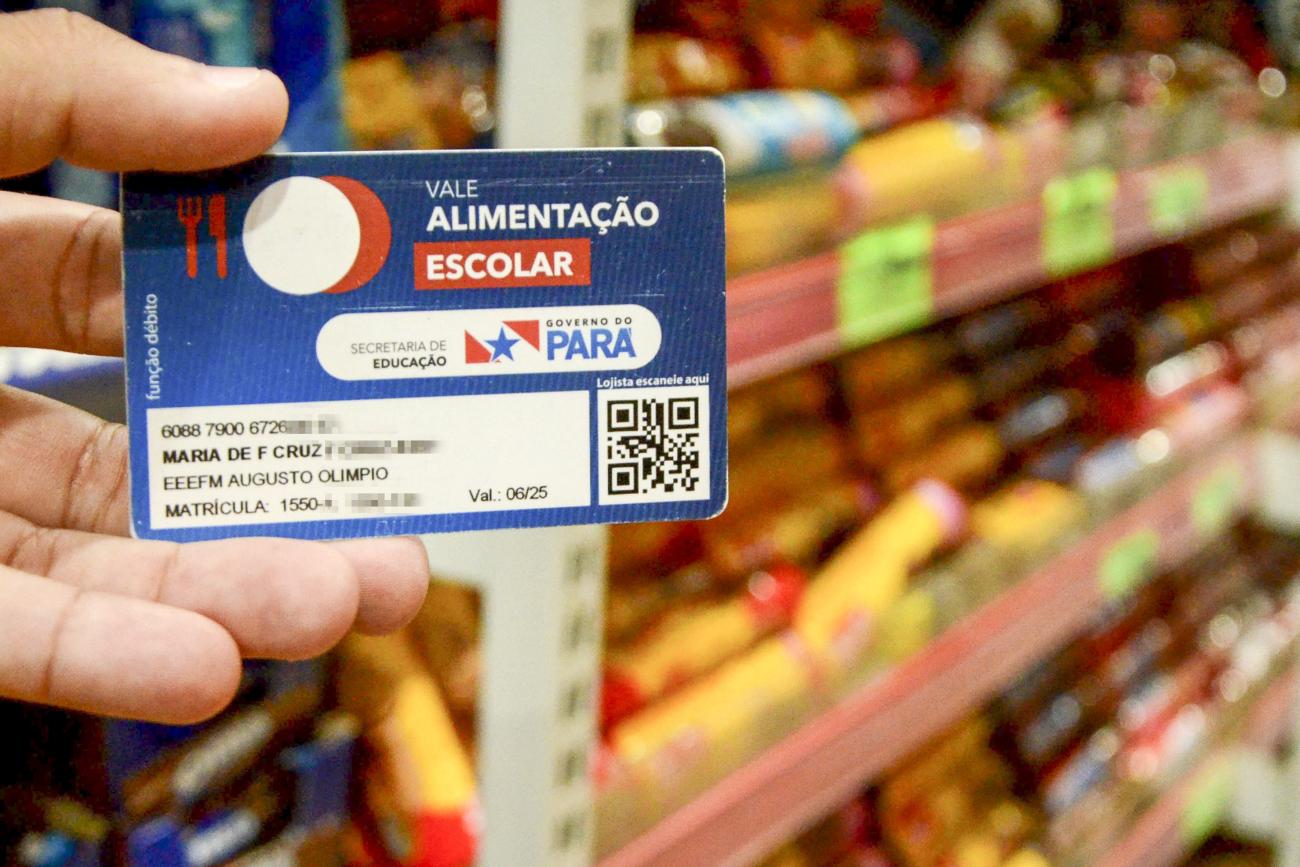 VALE
ALIMENTAÇÃO
ESCOLAR
função débito
SECRETARIA DE
EDUCAÇÃO
GOVERNO DO
PARÁ
Lojista escaneie aqui
6088 7900 6726
MARIA DE F CRUZ
EEEFM AUGUSTO OLIMPIO
MATRÍCULA: 1550-
Val.: 06/25